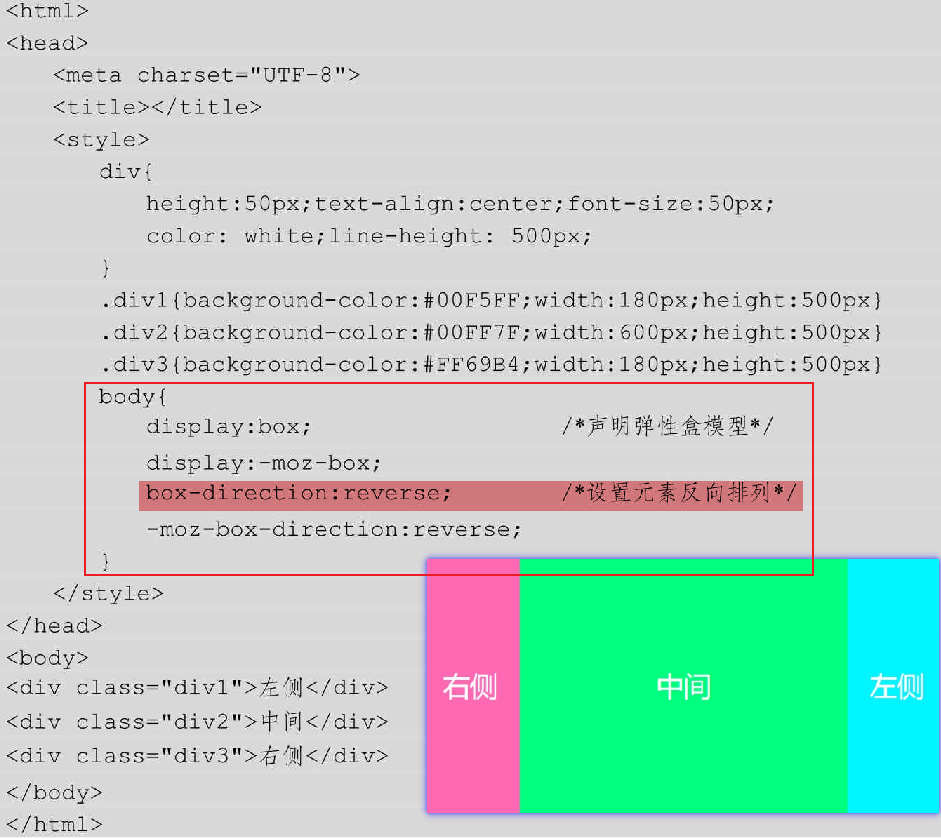 <html>
<head>
<meta charset="UTF-8">
<title></title>
<style>
div{
height:50px;text-align:center;font-size:50px;
color: white;line-height: 500px;
}
.div1{background-color:#00F5FF;width:180px;height:500px}
.div2{background-color:#00FF7F;width:600px;height:500px}
.div3{background-color:#FF69B4;width:180px;height:500px}
body{
display:box; /*声明弹性盒模型*/
display:-moz-box;
box-direction:reverse; /*设置元素反向排列*/
-moz-box-direction:reverse;
}
</style>
</head>
<body>
<div class="div1">左侧</div>
<div class="div2">中间</div>
<div class="div3">右侧</div>
</body>
</html>
右侧 中间 左侧